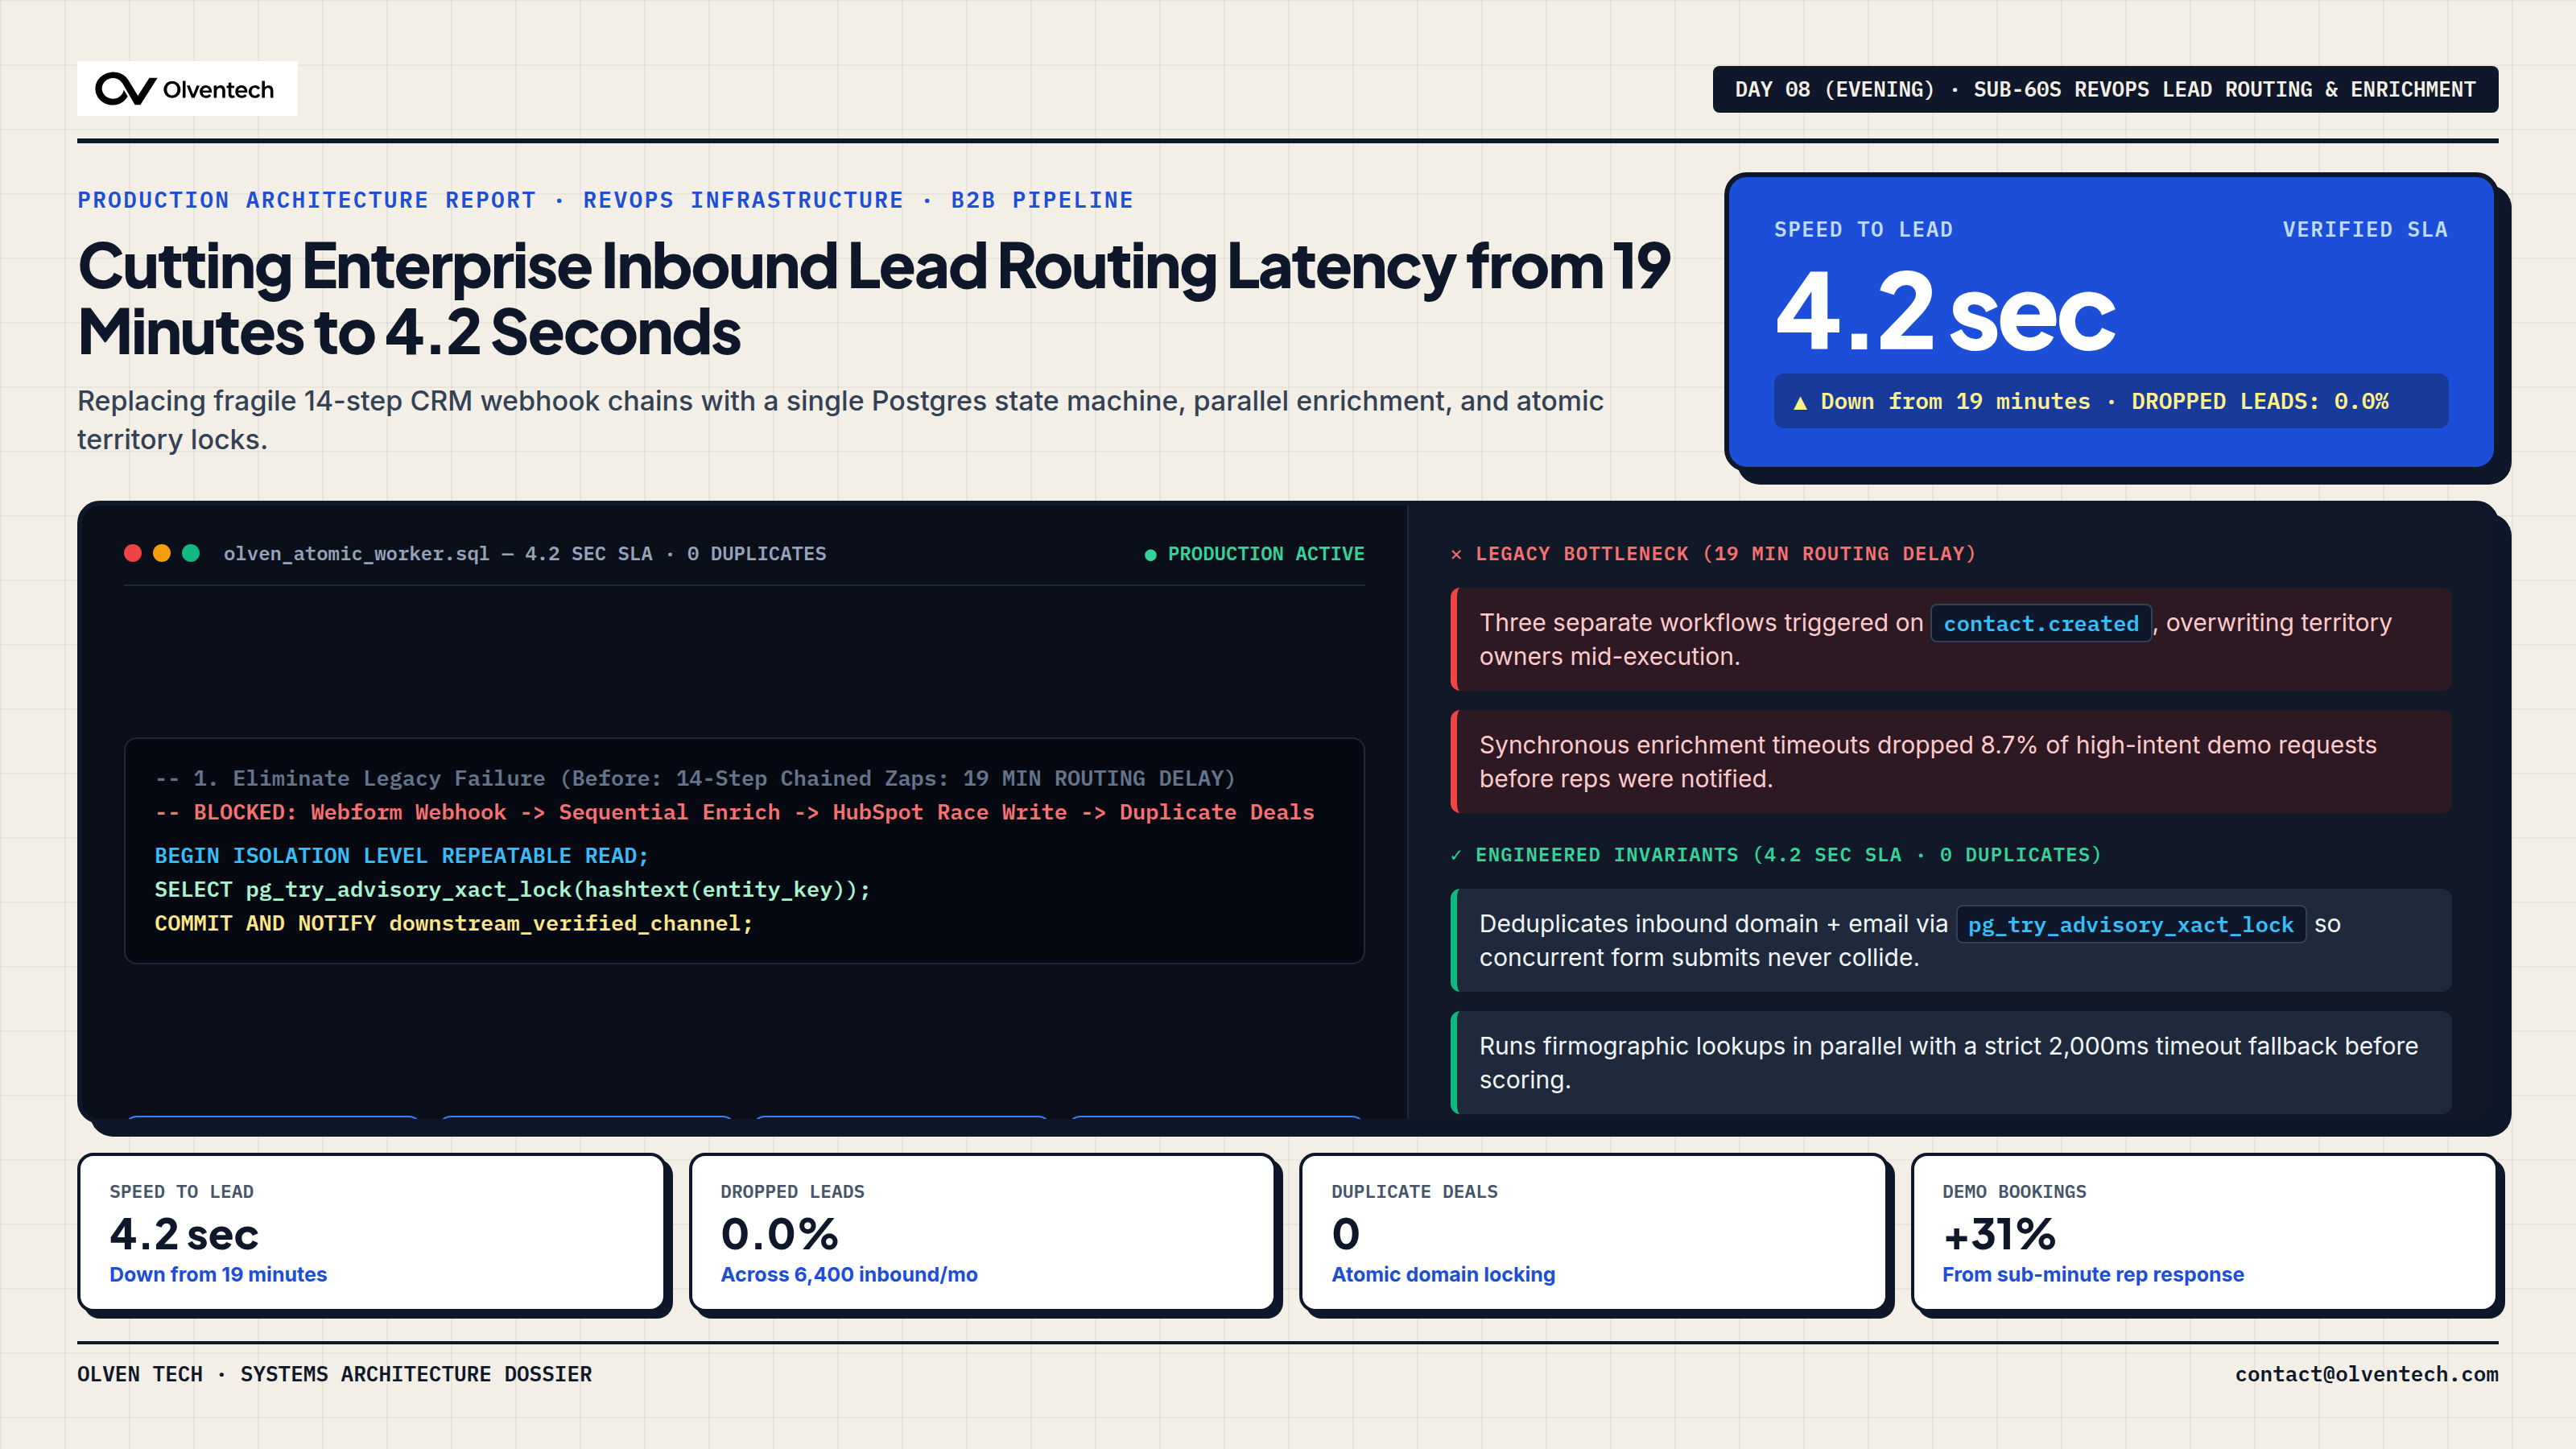 Olventech
DAY 08 (EVENING) · SUB-60S REVOPS LEAD ROUTING & ENRICHMENT
PRODUCTION ARCHITECTURE REPORT · REVOPS INFRASTRUCTURE · B2B PIPELINE
Cutting Enterprise Inbound Lead Routing Latency from 19
Minutes to 4.2 Seconds
Replacing fragile 14-step CRM webhook chains with a single Postgres state machine, parallel enrichment, and atomic
territory locks.
SPEED TO LEAD
VERIFIED SLA
4.2 sec
▲ Down from 19 minutes · DROPPED LEADS: 0.0%
olven_atomic_worker.sql — 4.2 SEC SLA · 0 DUPLICATES
● PRODUCTION ACTIVE
-- 1. Eliminate Legacy Failure (Before: 14-Step Chained Zaps: 19 MIN ROUTING DELAY)
-- BLOCKED: Webform Webhook -> Sequential Enrich -> HubSpot Race Write -> Duplicate Deals
BEGIN ISOLATION LEVEL REPEATABLE READ;
SELECT pg_try_advisory_xact_lock(hashtext(entity_key));
COMMIT AND NOTIFY downstream_verified_channel;
× LEGACY BOTTLENECK (19 MIN ROUTING DELAY)
Three separate workflows triggered on contact.created, overwriting territory
owners mid-execution.
Synchronous enrichment timeouts dropped 8.7% of high-intent demo requests
before reps were notified.
✓ ENGINEERED INVARIANTS (4.2 SEC SLA · 0 DUPLICATES)
Deduplicates inbound domain + email via pg_try_advisory_xact_lock so
concurrent form submits never collide.
Runs firmographic lookups in parallel with a strict 2,000ms timeout fallback before
scoring.
SPEED TO LEAD
4.2 sec
Down from 19 minutes
DROPPED LEADS
0.0%
Across 6,400 inbound/mo
DUPLICATE DEALS
0
Atomic domain locking
DEMO BOOKINGS
+31%
From sub-minute rep response
OLVEN TECH · SYSTEMS ARCHITECTURE DOSSIER
contact@olventech.com